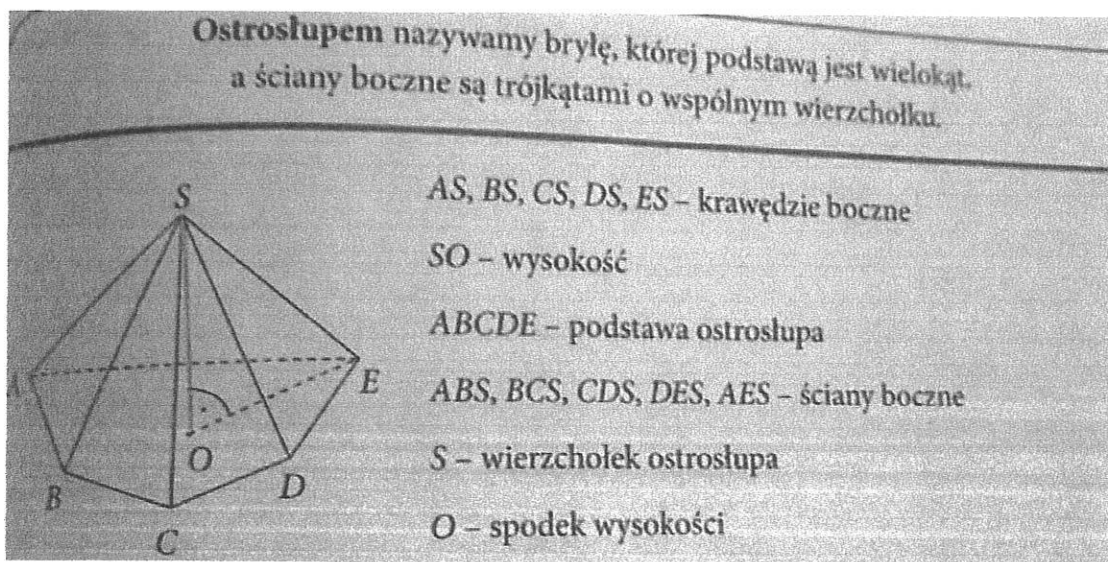 Ostrosłupem nazywamy bryłę, której podstawą jest wielokąt,
a ściany boczne są trójkątami o wspólnym wierzchołku.
S
AS, BS, CS, DS, ES – krawędzie boczne
SO – wysokość
ABCDE – podstawa ostrosłupa
A
E
ABS, BCS, CDS, DES, AES – ściany boczne
O
S – wierzchołek ostrosłupa
B
D
C
O – spodek wysokości